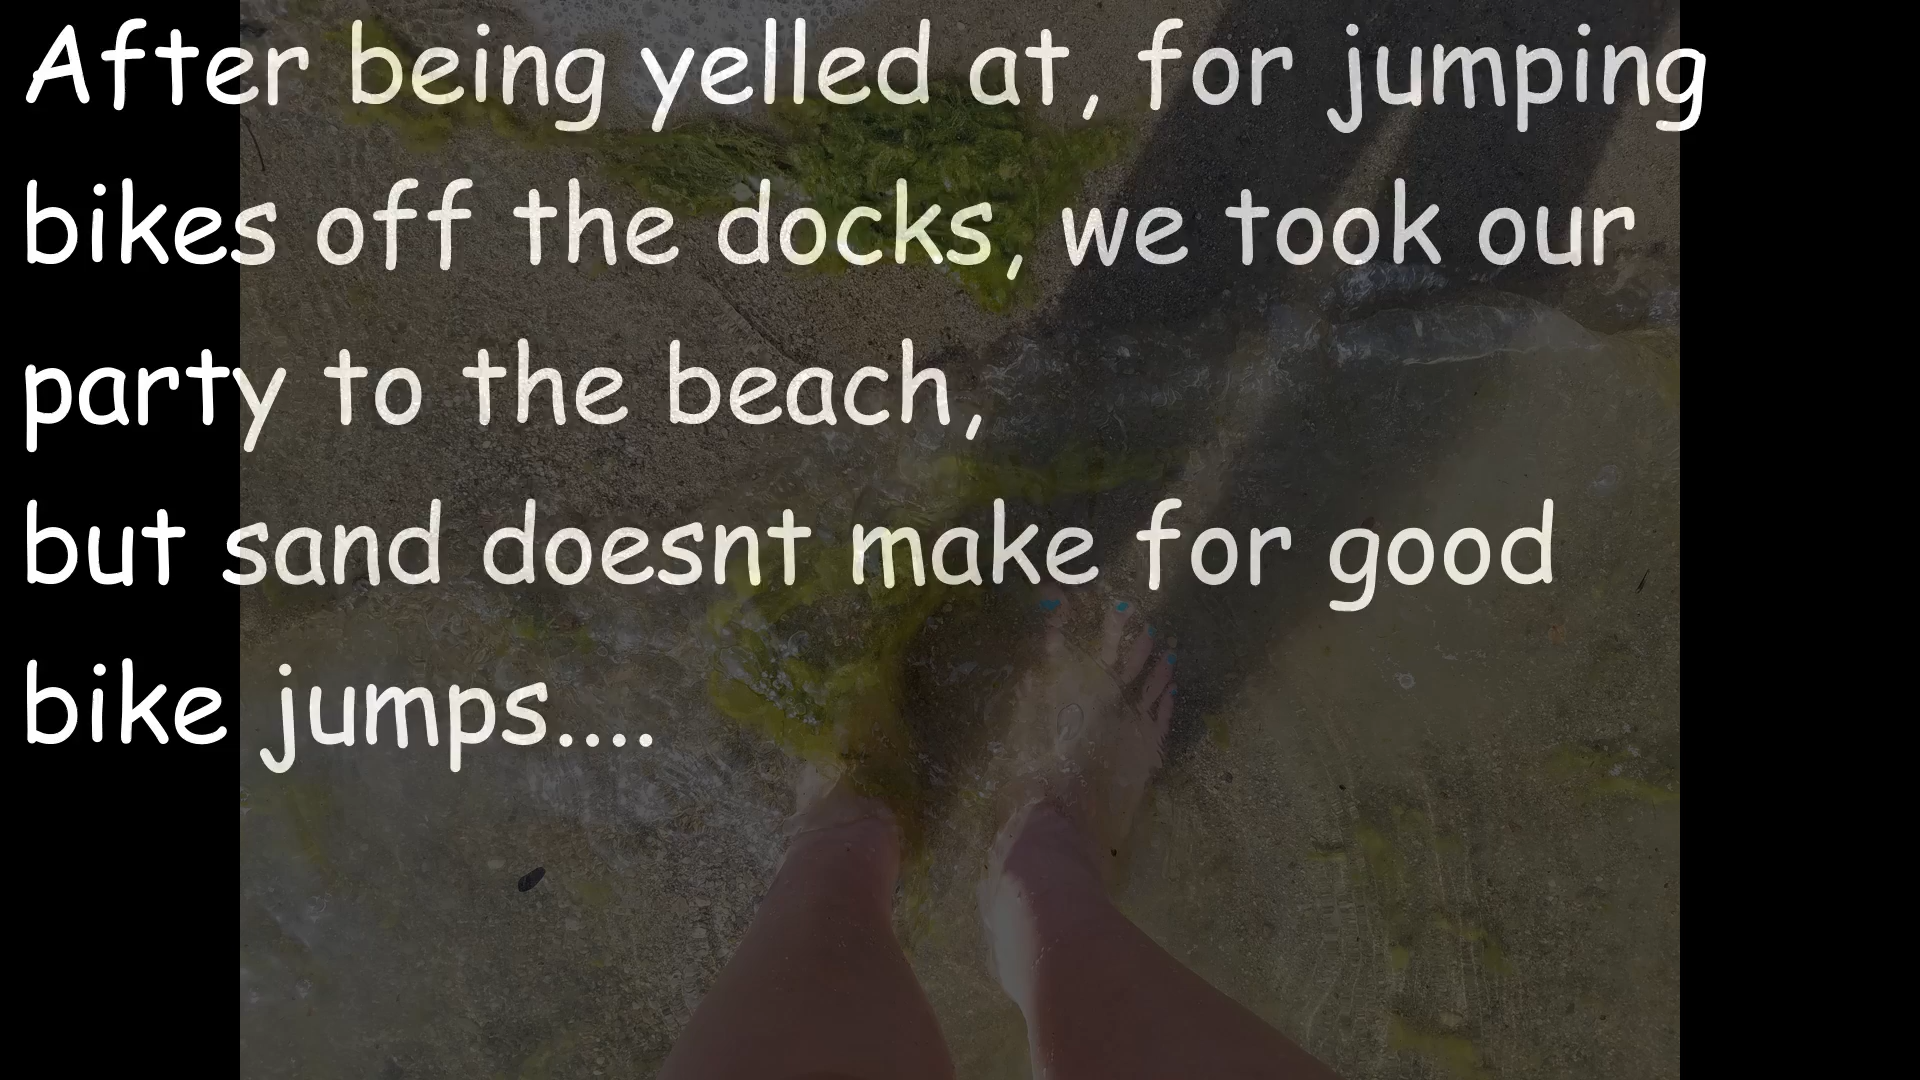 After being yelled at, for jumping
bikes off the docks, we took our
party to the beach,
but sand doesnt make for good
bike jumps....